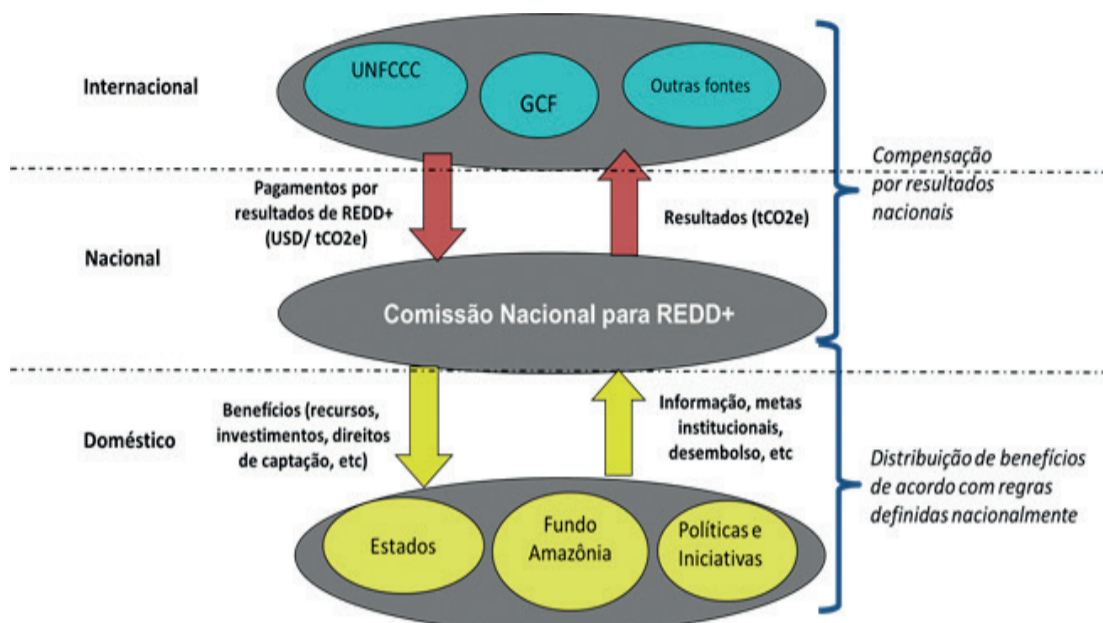 Internacional
UNFCCC
GCF
Outras fontes
Compensação
por resultados
nacionais
Pagamentos por
resultados de REDD+
(USD/ tCO2e)
Resultados (tCO2e)
Nacional
Comissão Nacional para REDD+
Doméstico
Benefícios (recursos,
investimentos, direitos
de captação, etc)
Informação, metas
institucionais,
desembolso, etc
Distribuição de benefícios
de acordo com regras
definidas nacionalmente
Estados
Fundo
Amazônia
Políticas e
Iniciativas